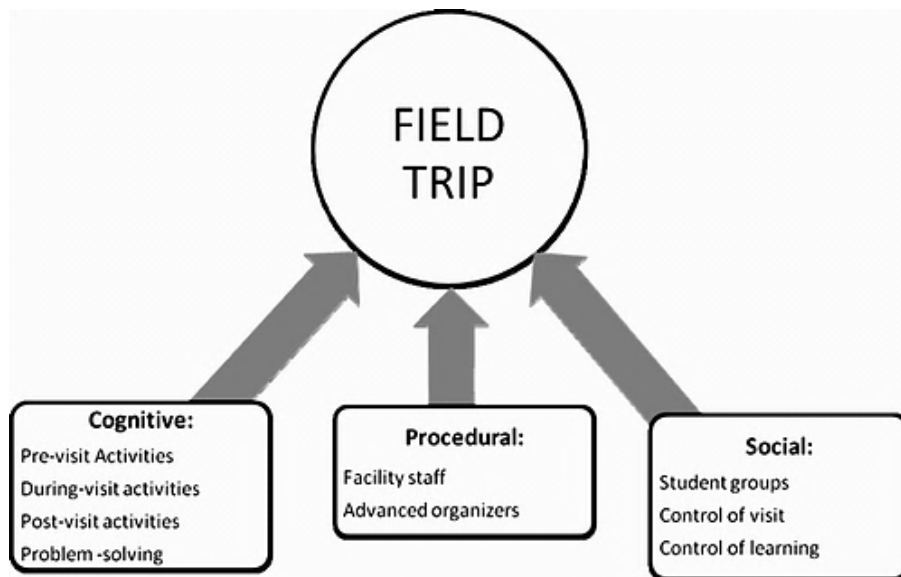 FIELD
TRIP
Cognitive:
Pre-visit Activities
During-visit activities
Post-visit activities
Problem -solving
Procedural:
Facility staff
Advanced organizers
Social:
Student groups
Control of visit
Control of learning